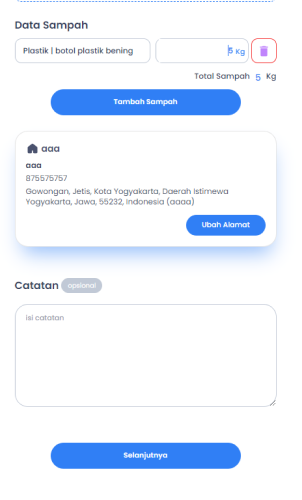 Data Sampah
Plastik | botol plastik bening
5 Kg
Total Sampah 5 Kg
Tambah Sampah
aaa
aaa
875575757
Gowongan, Jetis, Kota Yogyakarta, Daerah Istimewa
Yogyakarta, Jawa, 55232, Indonesia (aaaa)
Ubah Alamat
Catatan opsional
isi catatan
Selanjutnya